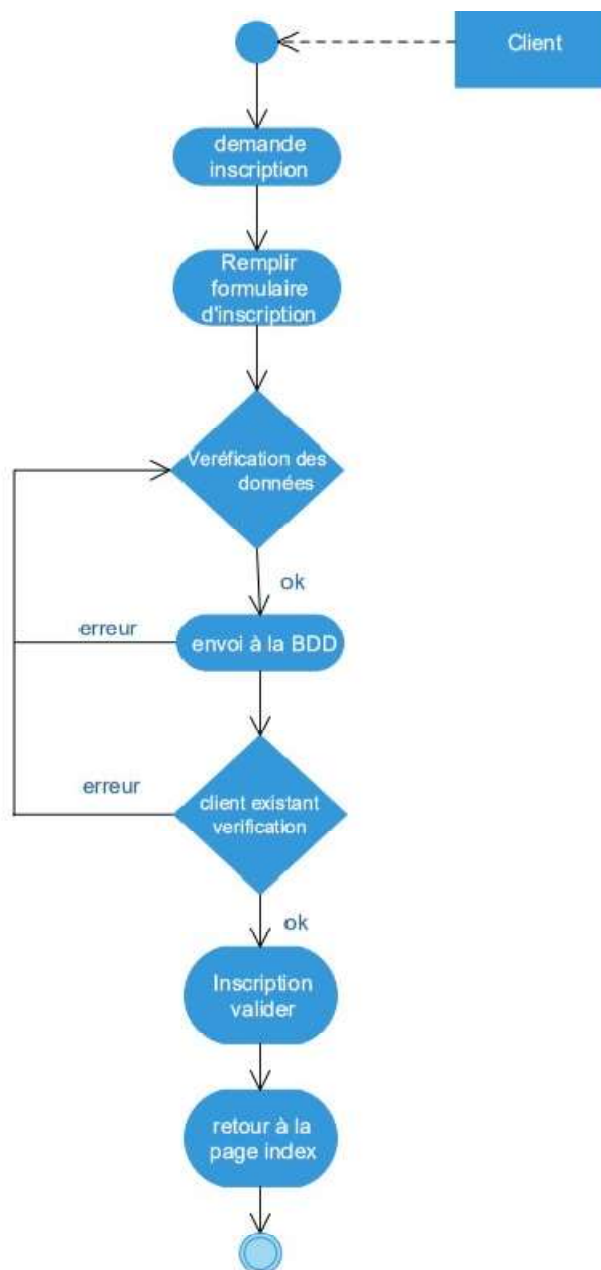 Client
demande
inscription
Remplir
formulaire
d'inscription
Veréfication des
données
ok
erreur
envoi à la BDD
erreur
client existant
verification
ok
Inscription
valider
retour à la
page index